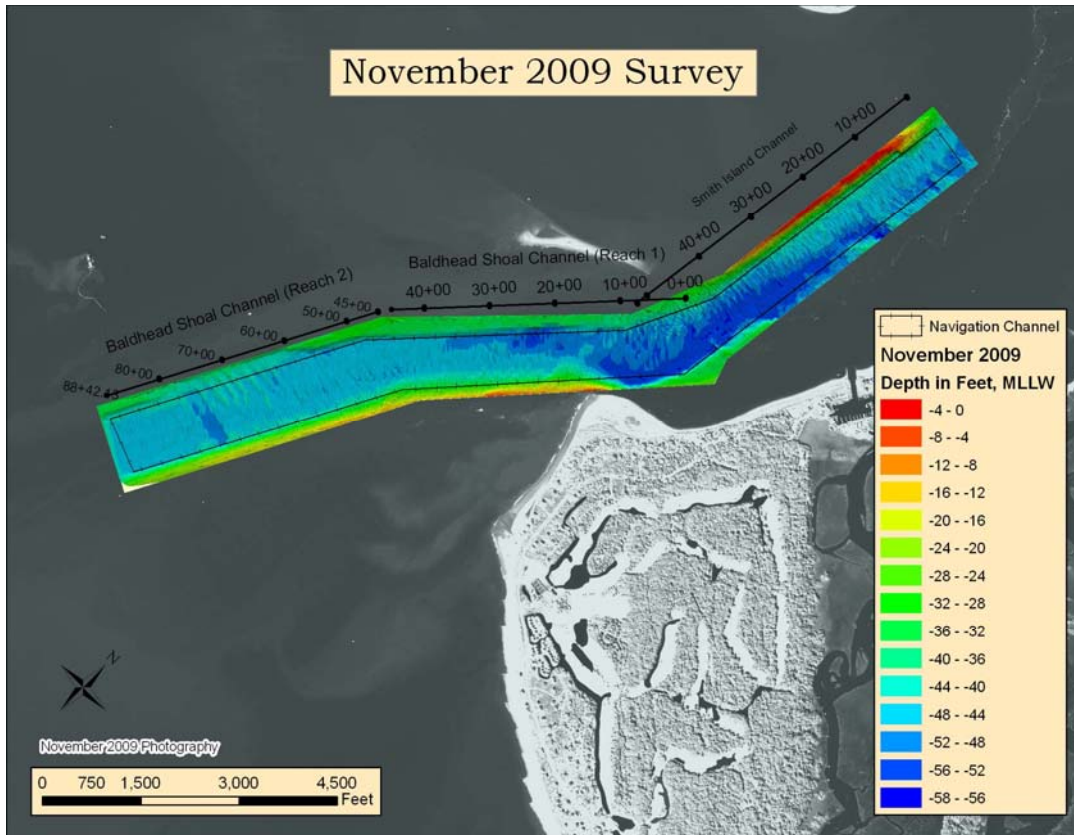 November 2009 Survey
10+00
20+00
30+00
40+00
Smith Island Channel
0+00
10+00
20+00
30+00
40+00
Baldhead Shoal Channel (Reach 1)
45+00
50+00
60+00
70+00
80+00
88+42.43
Baldhead Shoal Channel (Reach 2)
Navigation Channel
November 2009
Depth in Feet, MLLW
-4 - 0
-8 - -4
-12 - -8
-16 - -12
-20 - -16
-24 - -20
-28 - -24
-32 - -28
-36 - -32
-40 - -36
-44 - -40
-48 - -44
-52 - -48
-56 - -52
-58 - -56
N
November 2009 Photography
0 750 1,500 3,000 4,500
Feet